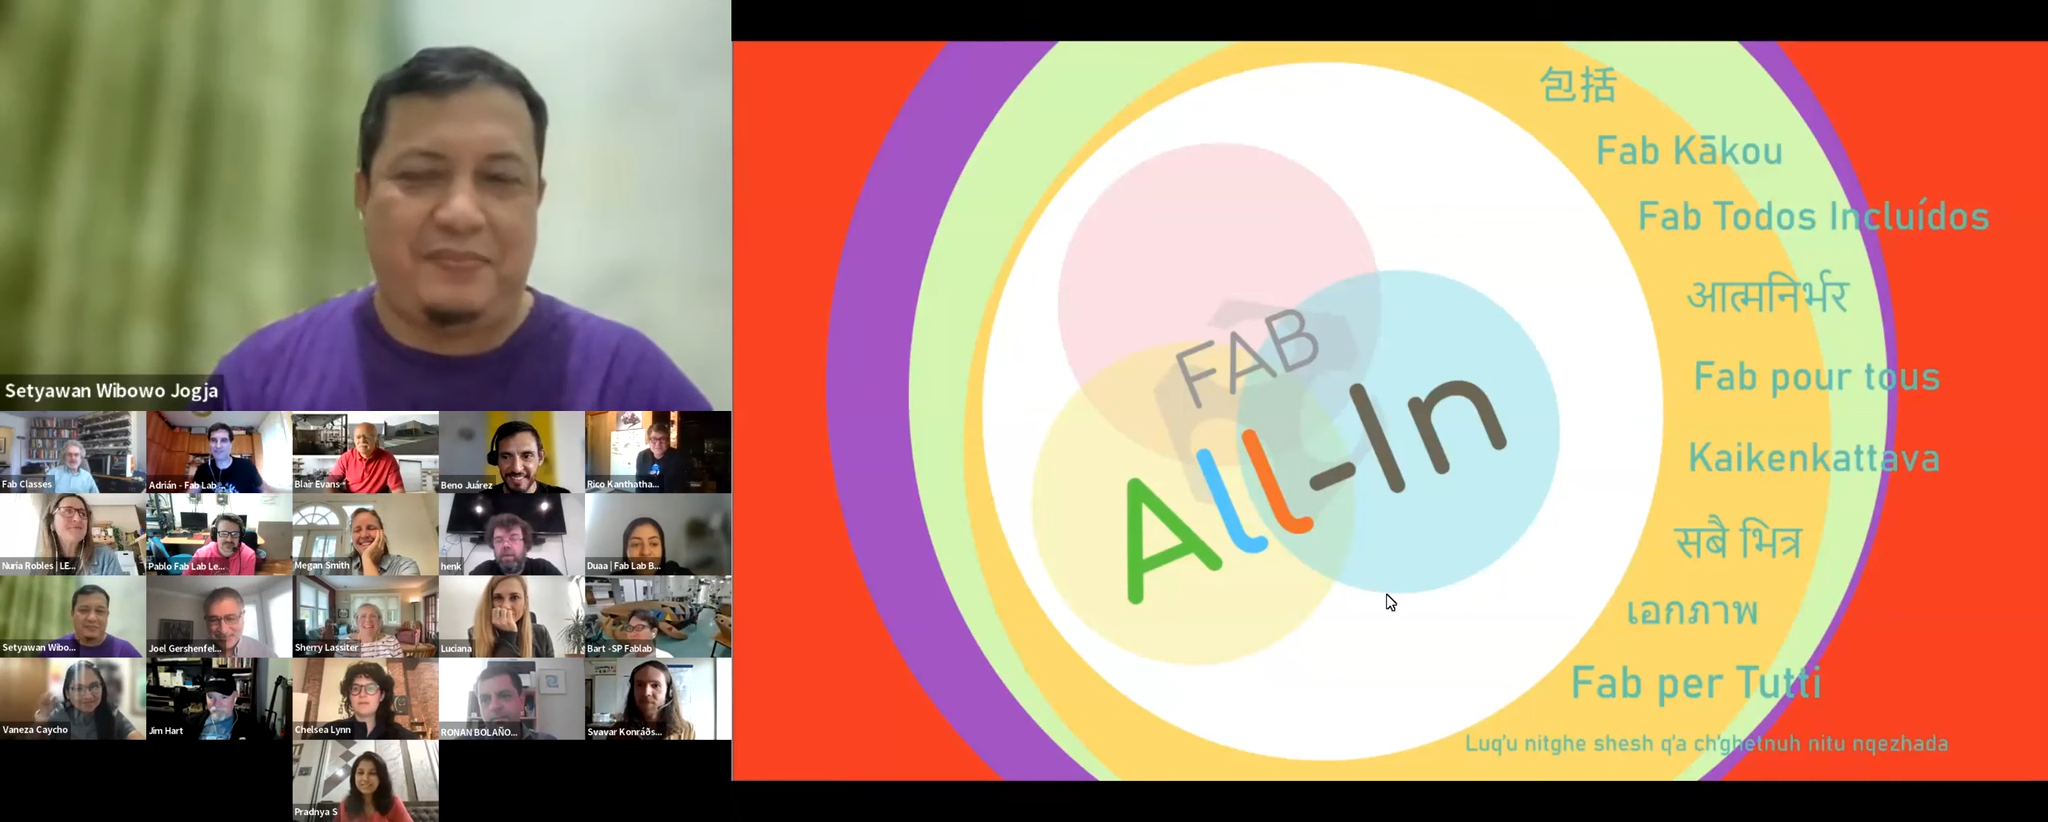 Setyawan Wibowo Jogja
Fab Classes
Adrián - Fab Lab
Blair Evans
Beno Juárez
Rico Kanthatha...
Nuria Robles | LE...
Pablo Fab Lab Le...
Megan Smith
henk
Duaa | Fab Lab B...
Setyawan Wibo...
Joel Gershenfel...
Sherry Lassiter
Luciana
Bart -SP Fablab
Vaneza Caycho
Jim Hart
Chelsea Lynn
RONAN BOLAÑO...
Svavar Konráðs...
Pradnya S
FAB
All-In
包括
Fab Kākou
Fab Todos Incluídos
आत्मनिर्भर
Fab pour tous
Kaikenkattava
सबै भित्र
เอกภาพ
Fab per Tutti
Luq'u nitghe shesh q'a ch'ghetnuh nitu nqezhada